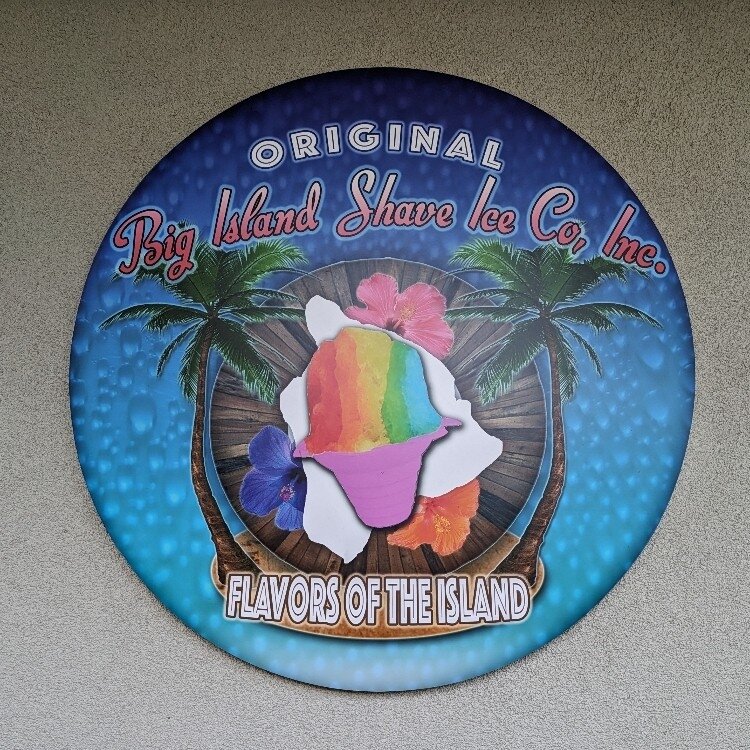 ORIGINAL
Big Island Shave Ice Co, Inc.
FLAVORS OF THE ISLAND